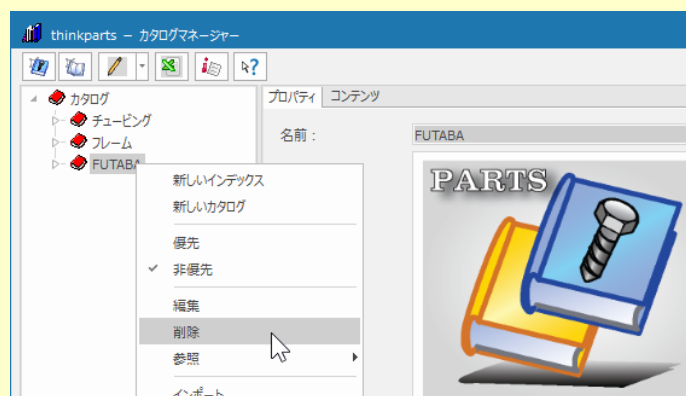 thinkparts – カタログマネージャー
カタログ
チュービング
フレーム
FUTABA
プロパティ コンテンツ
名前 :
FUTABA
PARTS
新しいインデックス
新しいカタログ
優先
✓ 非優先
編集
削除
参照
インポート